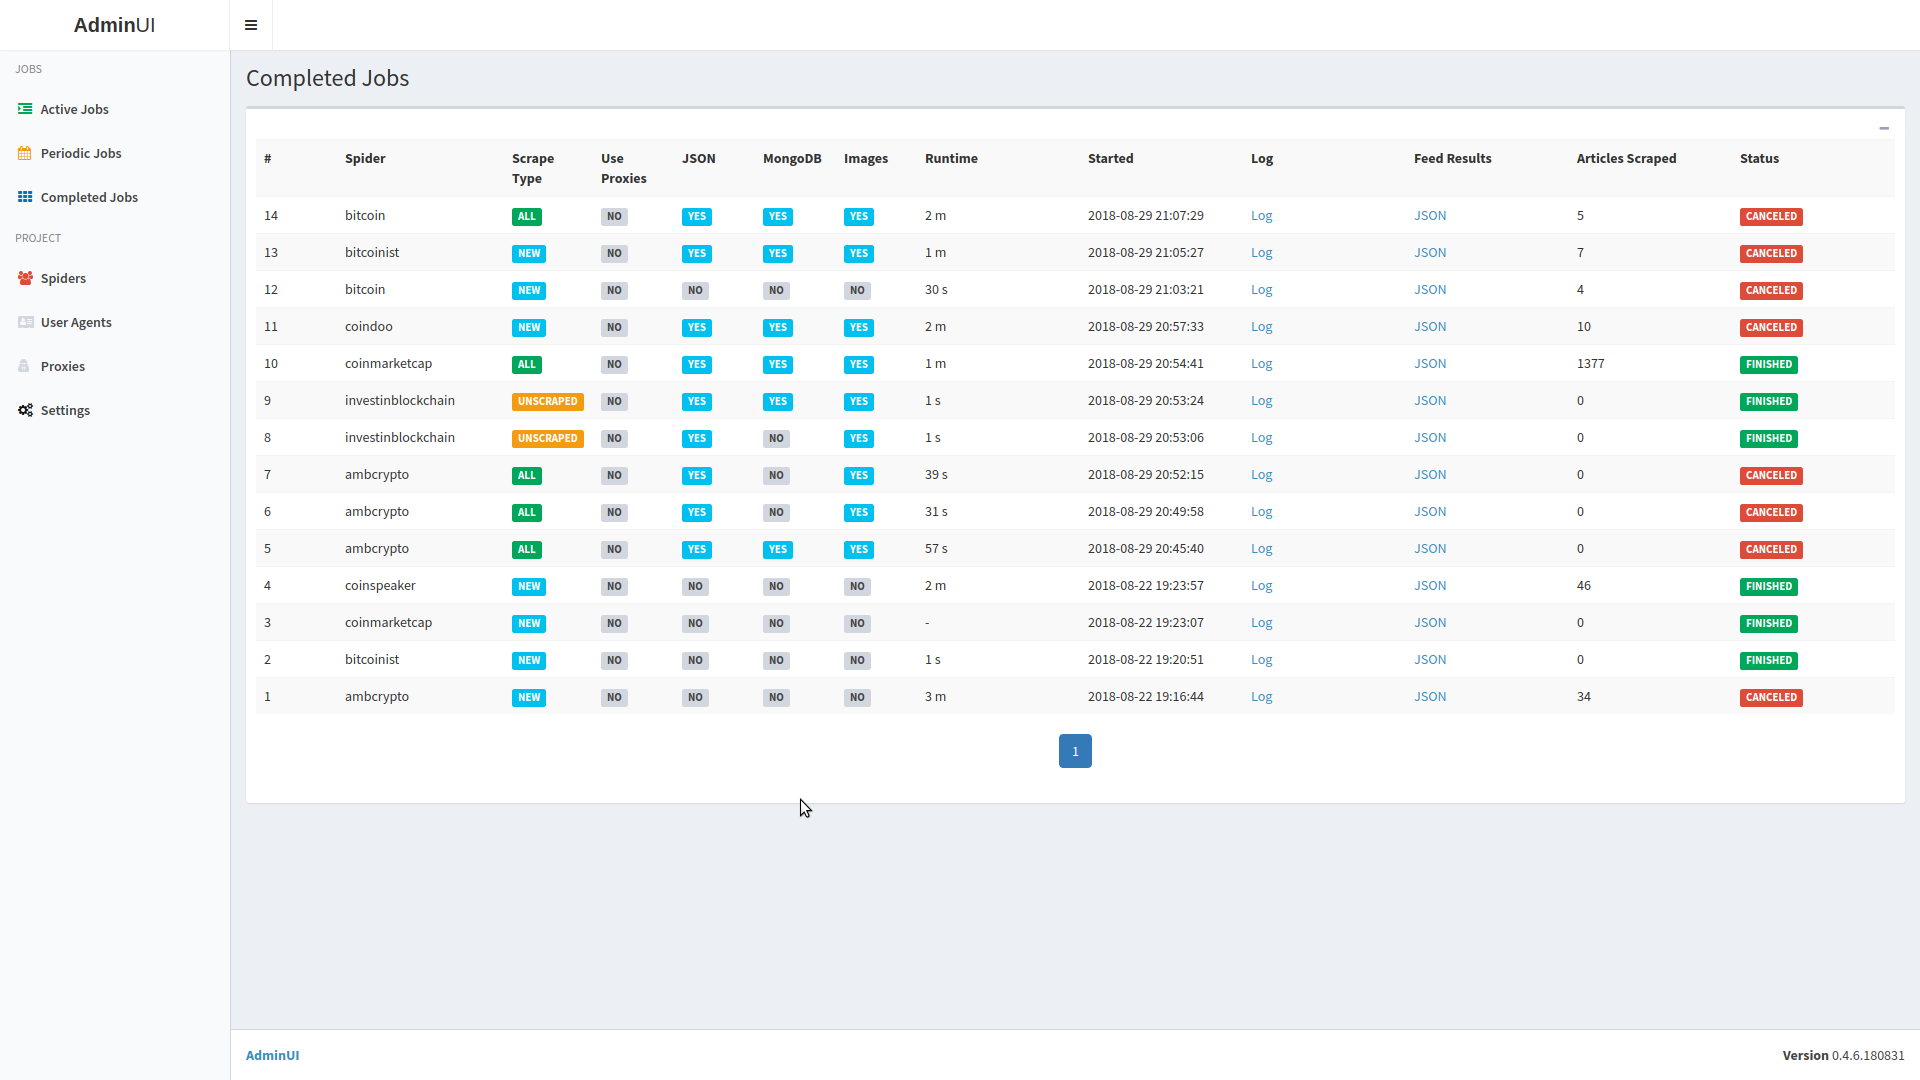 AdminUI
JOBS
Active Jobs
Periodic Jobs
Completed Jobs
PROJECT
Spiders
User Agents
Proxies
Settings
Completed Jobs
# Spider Scrape Type Use Proxies JSON MongoDB Images Runtime Started Log Feed Results Articles Scraped Status
14 bitcoin ALL NO YES YES YES 2 m 2018-08-29 21:07:29 Log JSON 5 CANCELED
13 bitcoinist NEW NO YES YES YES 1 m 2018-08-29 21:05:27 Log JSON 7 CANCELED
12 bitcoin NEW NO NO NO NO 30 s 2018-08-29 21:03:21 Log JSON 4 CANCELED
11 coindoo NEW NO YES YES YES 2 m 2018-08-29 20:57:33 Log JSON 10 CANCELED
10 coinmarketcap ALL NO YES YES YES 1 m 2018-08-29 20:54:41 Log JSON 1377 FINISHED
9 investinblockchain UNSCRAPED NO YES YES YES 1 s 2018-08-29 20:53:24 Log JSON 0 FINISHED
8 investinblockchain UNSCRAPED NO YES NO YES 1 s 2018-08-29 20:53:06 Log JSON 0 FINISHED
7 ambcrypto ALL NO YES NO YES 39 s 2018-08-29 20:52:15 Log JSON 0 CANCELED
6 ambcrypto ALL NO YES NO YES 31 s 2018-08-29 20:49:58 Log JSON 0 CANCELED
5 ambcrypto ALL NO YES YES YES 57 s 2018-08-29 20:45:40 Log JSON 0 CANCELED
4 coinspeaker NEW NO NO NO NO 2 m 2018-08-22 19:23:57 Log JSON 46 FINISHED
3 coinmarketcap NEW NO NO NO NO - 2018-08-22 19:23:07 Log JSON 0 FINISHED
2 bitcoinist NEW NO NO NO NO 1 s 2018-08-22 19:20:51 Log JSON 0 FINISHED
1 ambcrypto NEW NO NO NO NO 3 m 2018-08-22 19:16:44 Log JSON 34 CANCELED
1
AdminUI
Version 0.4.6.180831